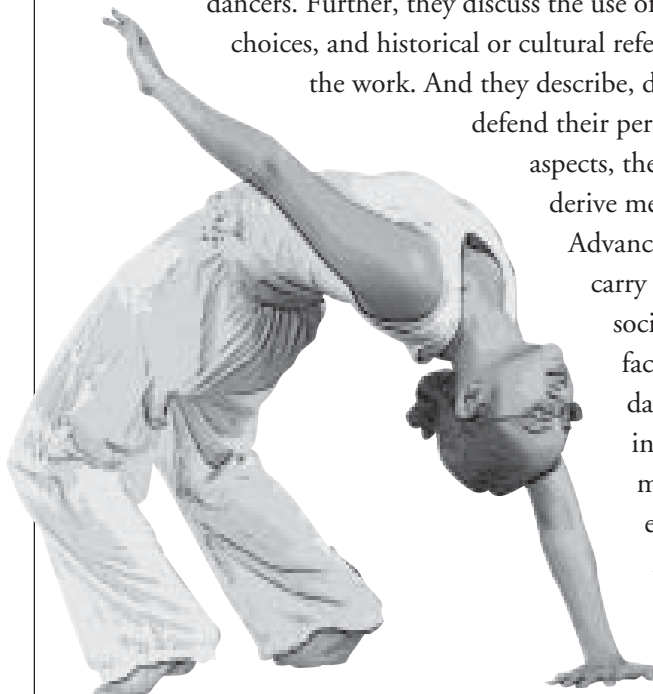 dancers. Further, they discuss the use of
choices, and historical or cultural refe
the work. And they describe, d
defend their per
aspects, the
derive me
Advanc
carry
soci
fac
da
in
m
e